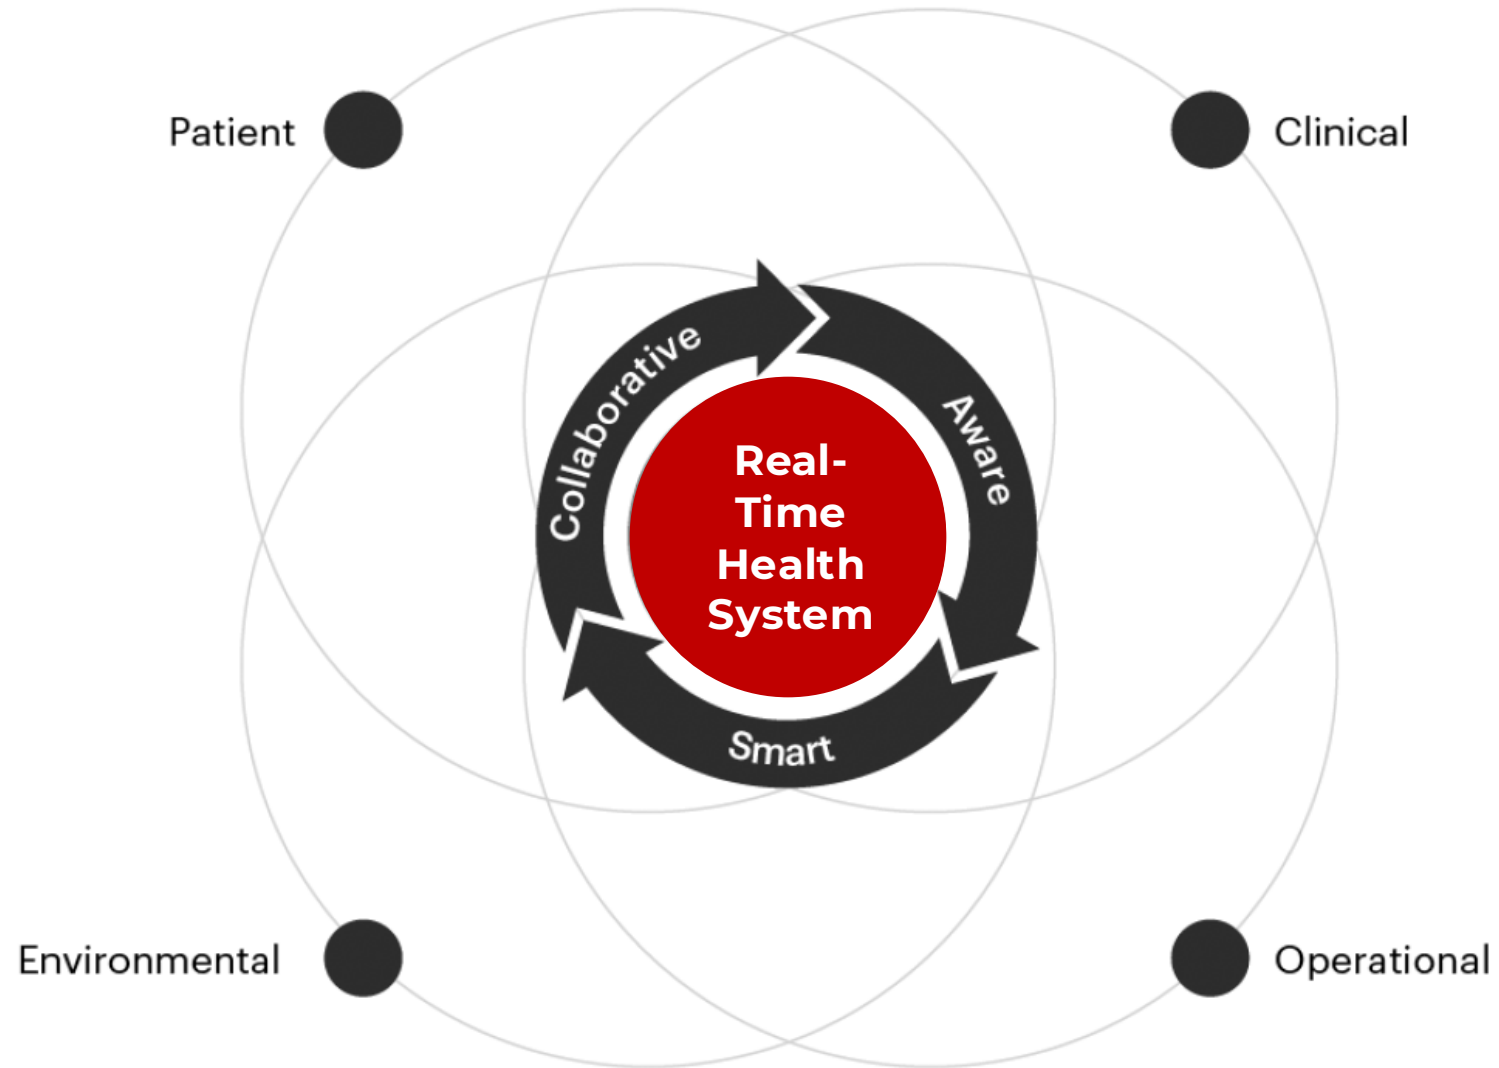 Patient
Clinical
Collaborative
Aware
Real-
Time
Health
System
Smart
Environmental
Operational